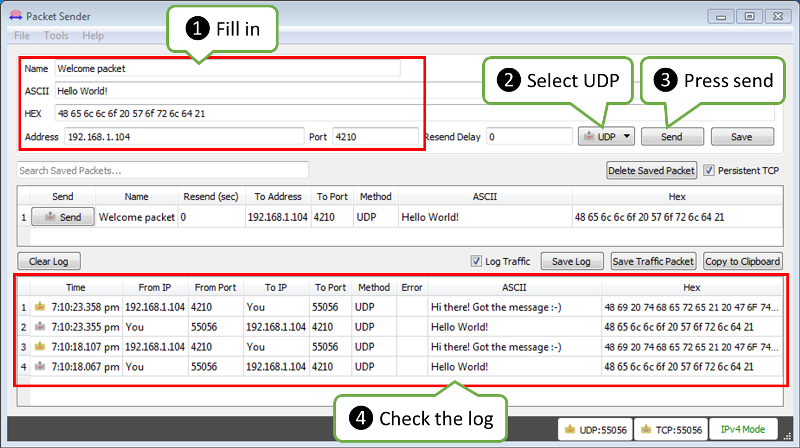 Packet Sender
File Tools Help
❶ Fill in
Name Welcome packet
ASCII Hello World!
HEX 48 65 6c 6c 6f 20 57 6f 72 6c 64 21
Address 192.168.1.104 Port 4210 Resend Delay 0 UDP Send Save
❷ Select UDP
❸ Press send
Search Saved Packets... Delete Saved Packet Persistent TCP
Send Name Resend (sec) To Address To Port Method ASCII Hex
1 Send Welcome packet 0 192.168.1.104 4210 UDP Hello World! 48 65 6c 6c 6f 20 57 6f 72 6c 64 21
Clear Log Log Traffic Save Log Save Traffic Packet Copy to Clipboard
Time From IP From Port To IP To Port Method Error ASCII Hex
1 7:10:23.358 pm 192.168.1.104 4210 You 55056 UDP Hi there! Got the message :-) 48 69 20 74 68 65 72 65 21 20 47 6F 74...
2 7:10:23.355 pm You 55056 192.168.1.104 4210 UDP Hello World! 48 65 6c 6c 6f 20 57 6f 72 6c 64 21
3 7:10:18.107 pm 192.168.1.104 4210 You 55056 UDP Hi there! Got the message :-) 48 69 20 74 68 65 72 65 21 20 47 6F 74...
4 7:10:18.067 pm You 55056 192.168.1.104 4210 UDP Hello World! 48 65 6c 6c 6f 20 57 6f 72 6c 64 21
❹ Check the log
UDP:55056 TCP:55056 IPv4 Mode